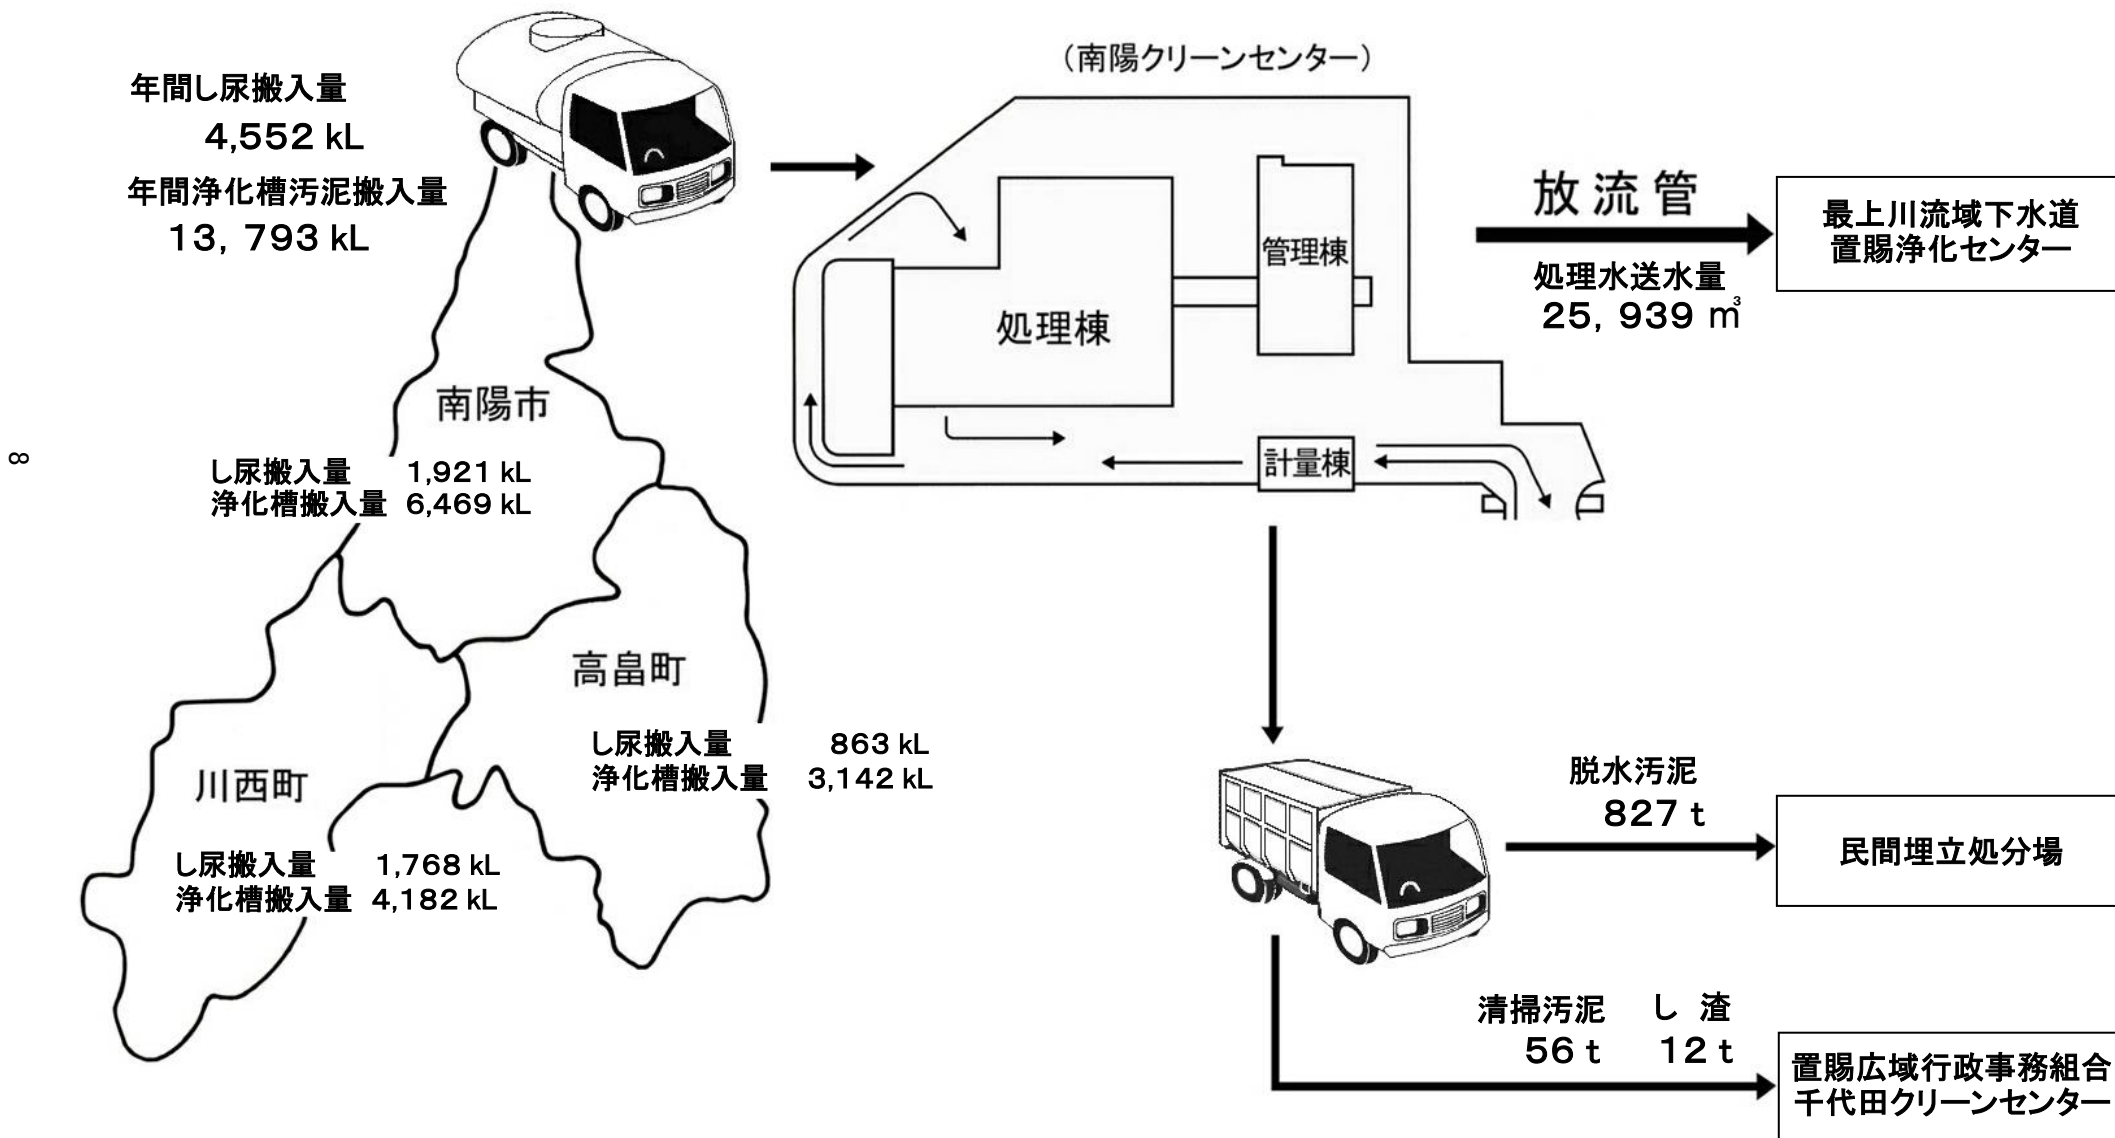 (南陽クリーンセンター)
年間し尿搬入量
4,552 kL
年間浄化槽汚泥搬入量
13, 793 kL
放流管
処理水送水量
25, 939 ㎥
最上川流域下水道
置賜浄化センター
管理棟
処理棟
計量棟
南陽市
し尿搬入量 1,921 kL
浄化槽搬入量 6,469 kL
8
高畠町
し尿搬入量 863 kL
浄化槽搬入量 3,142 kL
川西町
し尿搬入量 1,768 kL
浄化槽搬入量 4,182 kL
脱水汚泥
827 t
民間埋立処分場
清掃汚泥 し 渣
56 t 12 t
置賜広域行政事務組合
千代田クリーンセンター